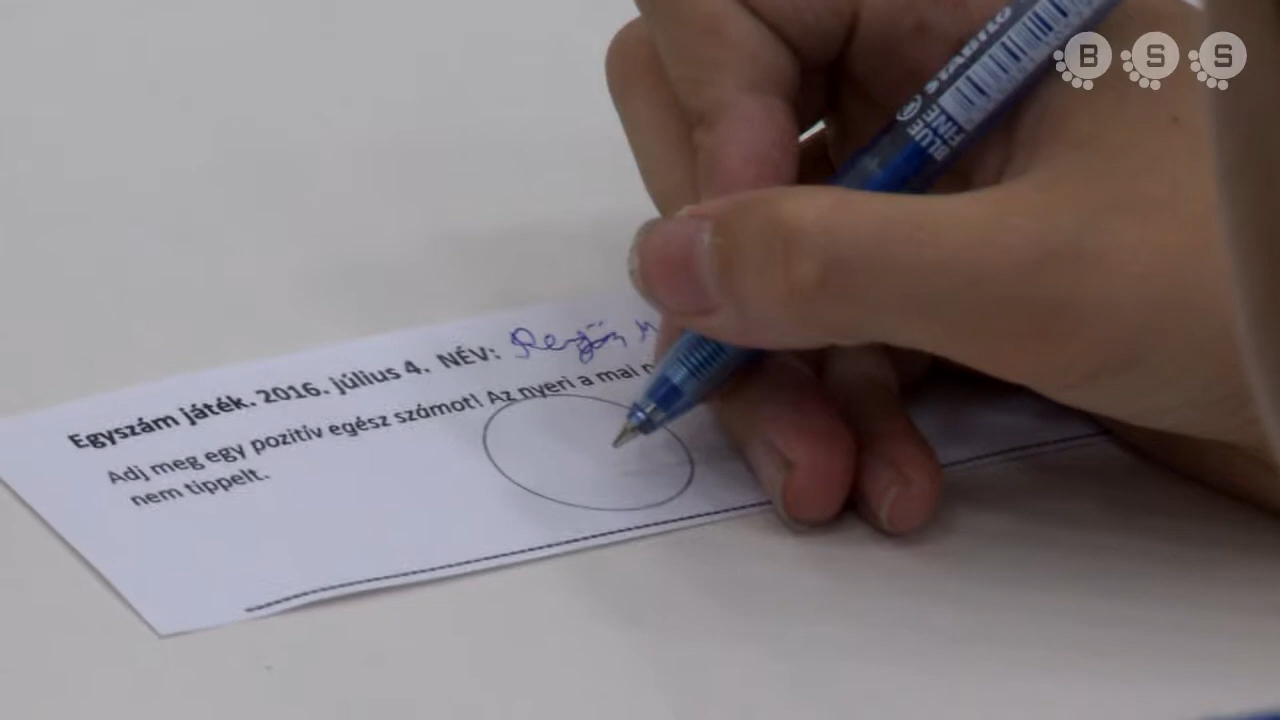 B S S
STABILO
BLUE
FINE
Egyszám játék. 2016. július 4. NÉV:
Adj meg egy pozitív egész számot! Az nyeri a mai
nem tippelt.